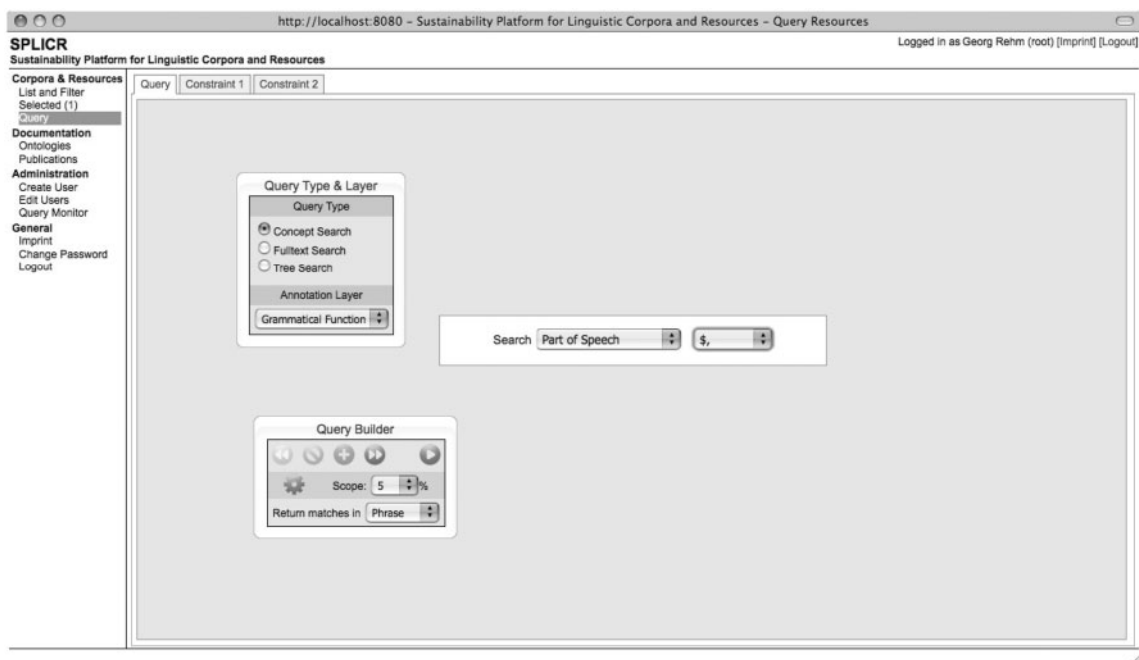 http://localhost:8080 – Sustainability Platform for Linguistic Corpora and Resources – Query Resources
SPLICR
Logged in as Georg Rehm (root) [Imprint] [Logout]
Sustainability Platform for Linguistic Corpora and Resources
Corpora & Resources
List and Filter
Selected (1)
Query
Documentation
Ontologies
Publications
Administration
Create User
Edit Users
Query Monitor
General
Imprint
Change Password
Logout
Query Constraint 1 Constraint 2
Query Type & Layer
Query Type
Concept Search
Fulltext Search
Tree Search
Annotation Layer
Grammatical Function
Search Part of Speech $,
Query Builder
Scope: 5 %
Return matches in Phrase